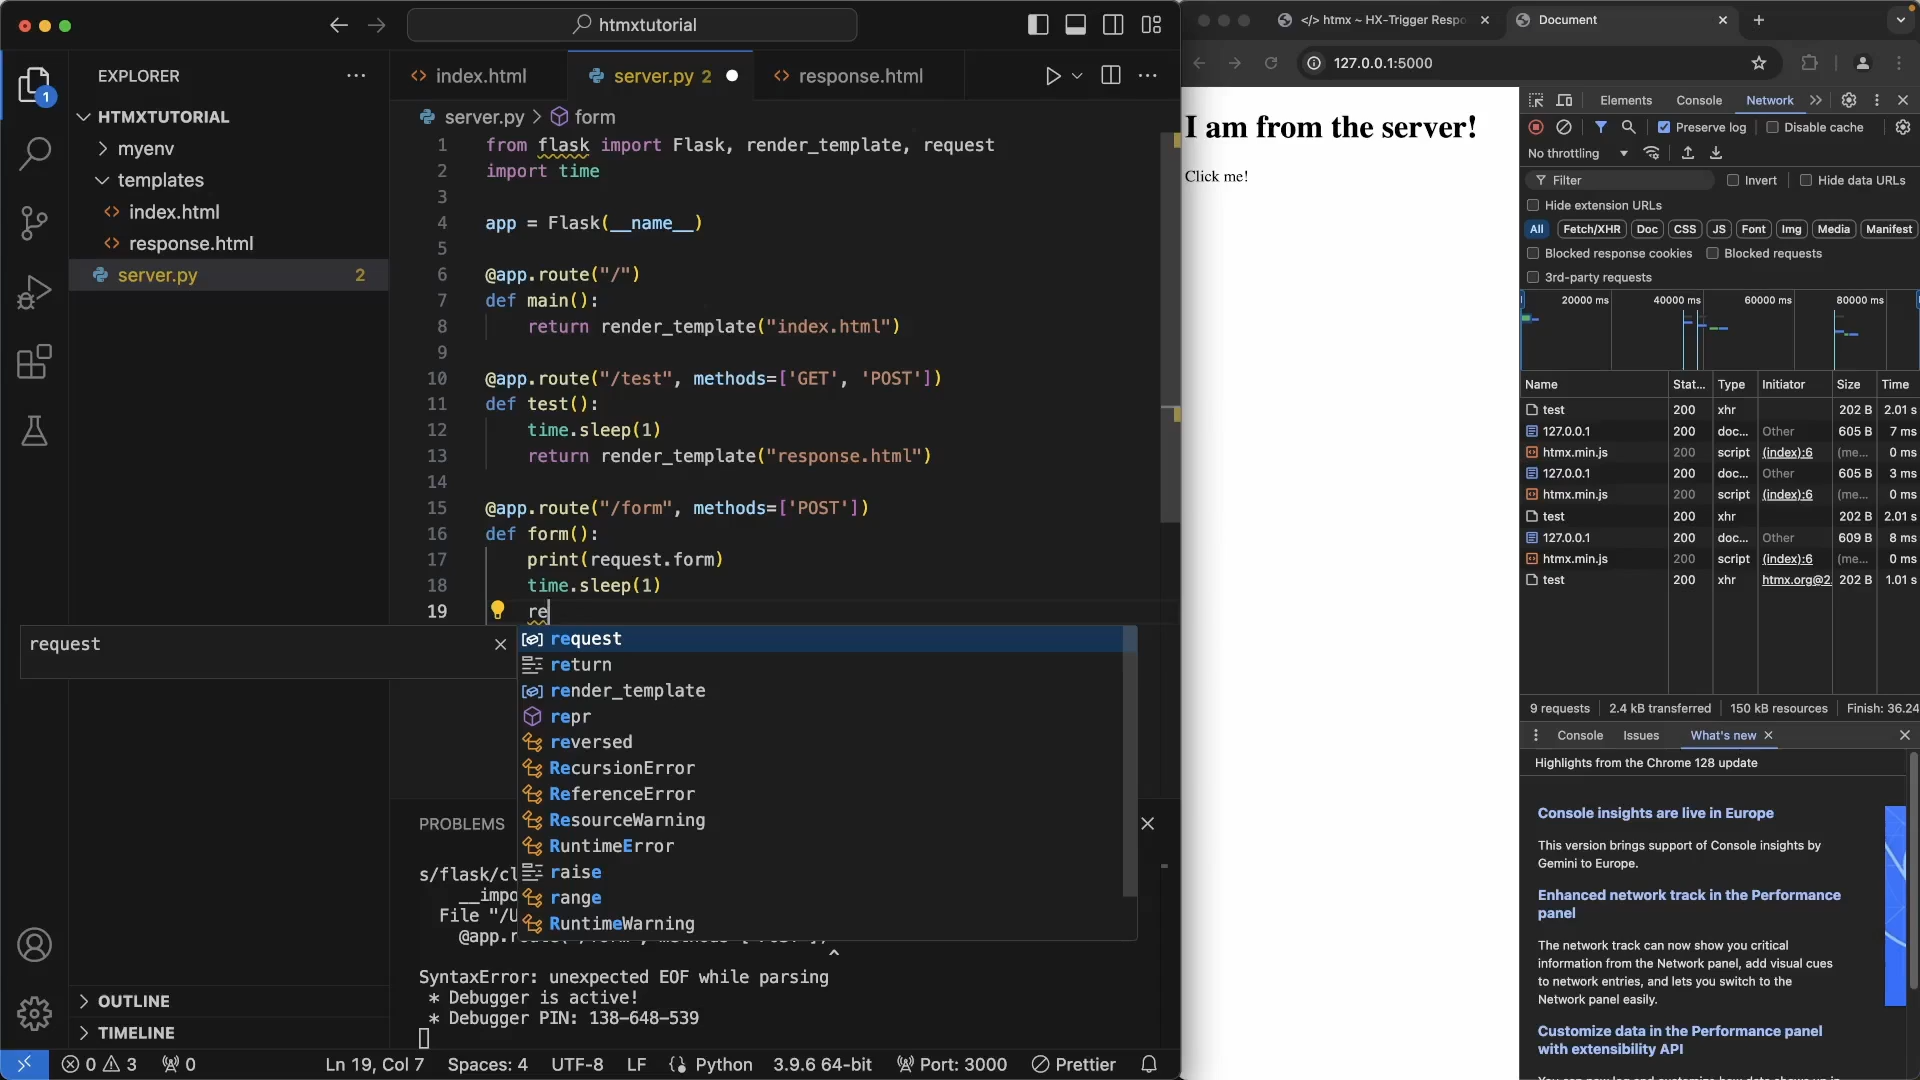 htmxtutorial
EXPLORER
1
HTMXTUTORIAL
myenv
templates
index.html
response.html
server.py 2
index.html
server.py 2
response.html
server.py > form
1 from flask import Flask, render_template, request
2 import time
3
4 app = Flask(__name__)
5
6 @app.route("/")
7 def main():
8 return render_template("index.html")
9
10 @app.route("/test", methods=['GET', 'POST'])
11 def test():
12 time.sleep(1)
13 return render_template("response.html")
14
15 @app.route("/form", methods=['POST'])
16 def form():
17 print(request.form)
18 time.sleep(1)
19 re
request
request
return
render_template
repr
reversed
RecursionError
ReferenceError
ResourceWarning
RuntimeError
raise
range
RuntimeWarning
PROBLEMS
s/flask/cl
__impo
File "/U
@app.r
SyntaxError: unexpected EOF while parsing
* Debugger is active!
* Debugger PIN: 138-648-539
OUTLINE
TIMELINE
0 3 0 Ln 19, Col 7 Spaces: 4 UTF-8 LF Python 3.9.6 64-bit Port: 3000 Prettier
</> htmx ~ HX-Trigger Respo
Document
127.0.0.1:5000
I am from the server!
Click me!
Elements Console Network
Preserve log Disable cache
No throttling
Filter Invert Hide data URLs
Hide extension URLs
All Fetch/XHR Doc CSS JS Font Img Media Manifest
Blocked response cookies Blocked requests
3rd-party requests
20000 ms 40000 ms 60000 ms 80000 ms
Name Stat... Type Initiator Size Time
test 200 xhr 202 B 2.01 s
127.0.0.1 200 doc... Other 605 B 7 ms
htmx.min.js 200 script (index):6 (me... 0 ms
127.0.0.1 200 doc... Other 605 B 3 ms
htmx.min.js 200 script (index):6 (me... 0 ms
test 200 xhr 202 B 2.01 s
127.0.0.1 200 doc... Other 609 B 8 ms
htmx.min.js 200 script (index):6 (me... 0 ms
test 200 xhr htmx.org@2. 202 B 1.01 s
9 requests 2.4 kB transferred 150 kB resources Finish: 36.24
Console Issues What's new
Highlights from the Chrome 128 update
Console insights are live in Europe
This version brings support of Console insights by
Gemini to Europe.
Enhanced network track in the Performance
panel
The network track can now show you critical
information from the Network panel, add visual cues
to network entries, and lets you switch to the
Network panel easily.
Customize data in the Performance panel
with extensibility API